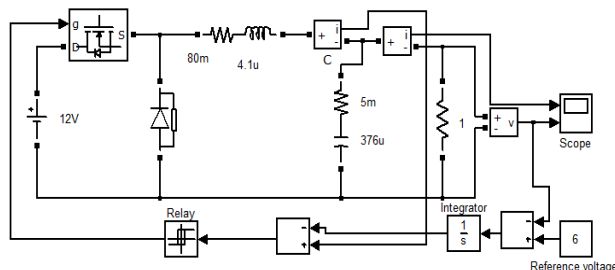 g
D
S
i
+
-
i
+
-
80m
4.1u
C
12V
5m
376u
1
+
-
v
Scope
Relay
-
+
Integrator
1
s
-
+
6
Reference voltage